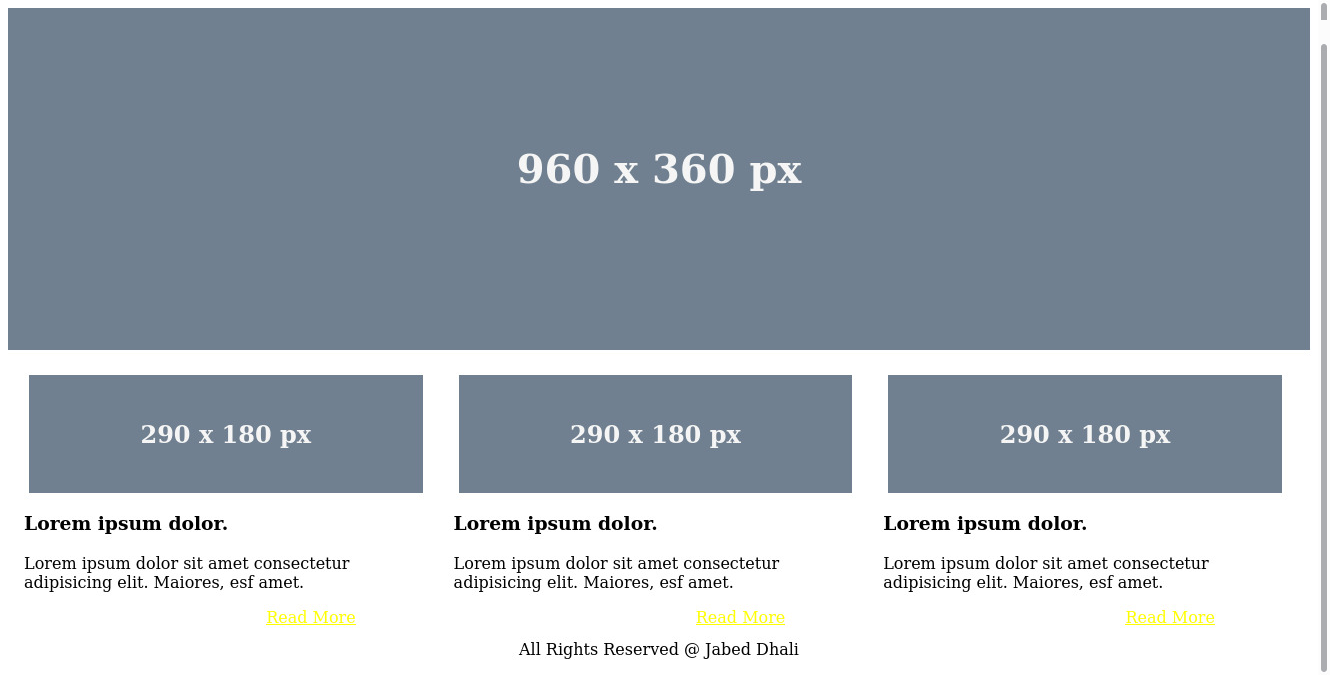 960 x 360 px
290 x 180 px
290 x 180 px
290 x 180 px
Lorem ipsum dolor.
Lorem ipsum dolor sit amet consectetur
adipisicing elit. Maiores, esf amet.
Read More
Lorem ipsum dolor.
Lorem ipsum dolor sit amet consectetur
adipisicing elit. Maiores, esf amet.
Read More
Lorem ipsum dolor.
Lorem ipsum dolor sit amet consectetur
adipisicing elit. Maiores, esf amet.
Read More
All Rights Reserved @ Jabed Dhali